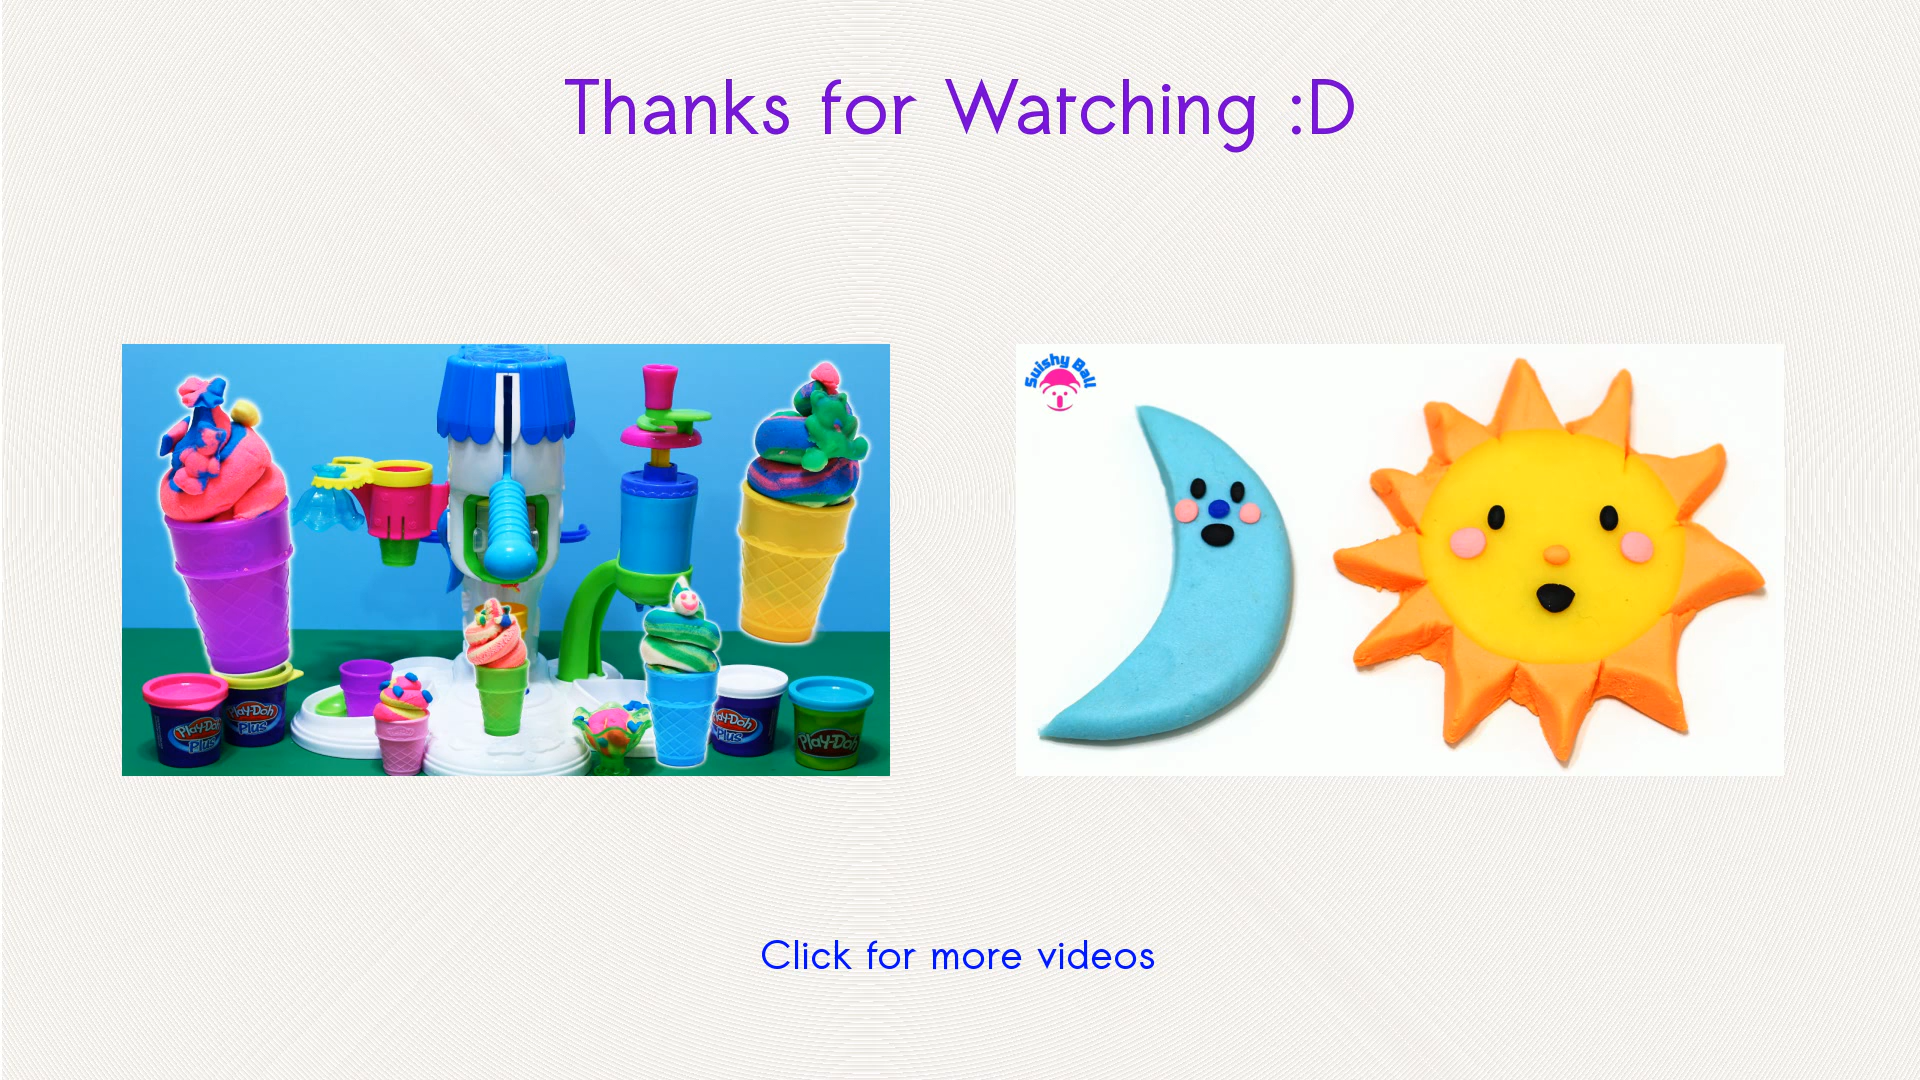 Thanks for Watching :D
Suishy Ball
Play-Doh
Plus
Play-Doh
Plus
Play-Doh
Plus
Play-Doh
Click for more videos